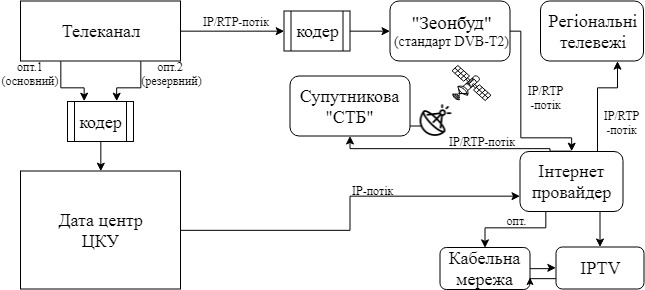 Телеканал
IP/RTP-потік
кодер
"Зеонбуд"
(стандарт DVB-T2)
Регіональні
телевежі
опт.1
(основний)
опт.2
(резервний)
кодер
Супутникова
"СТБ"
IP/RTP
-потік
IP/RTP
-потік
IP/RTP-потік
Інтернет
провайдер
Дата центр
ЦКУ
IP-потік
опт.
Кабельна
мережа
IPTV